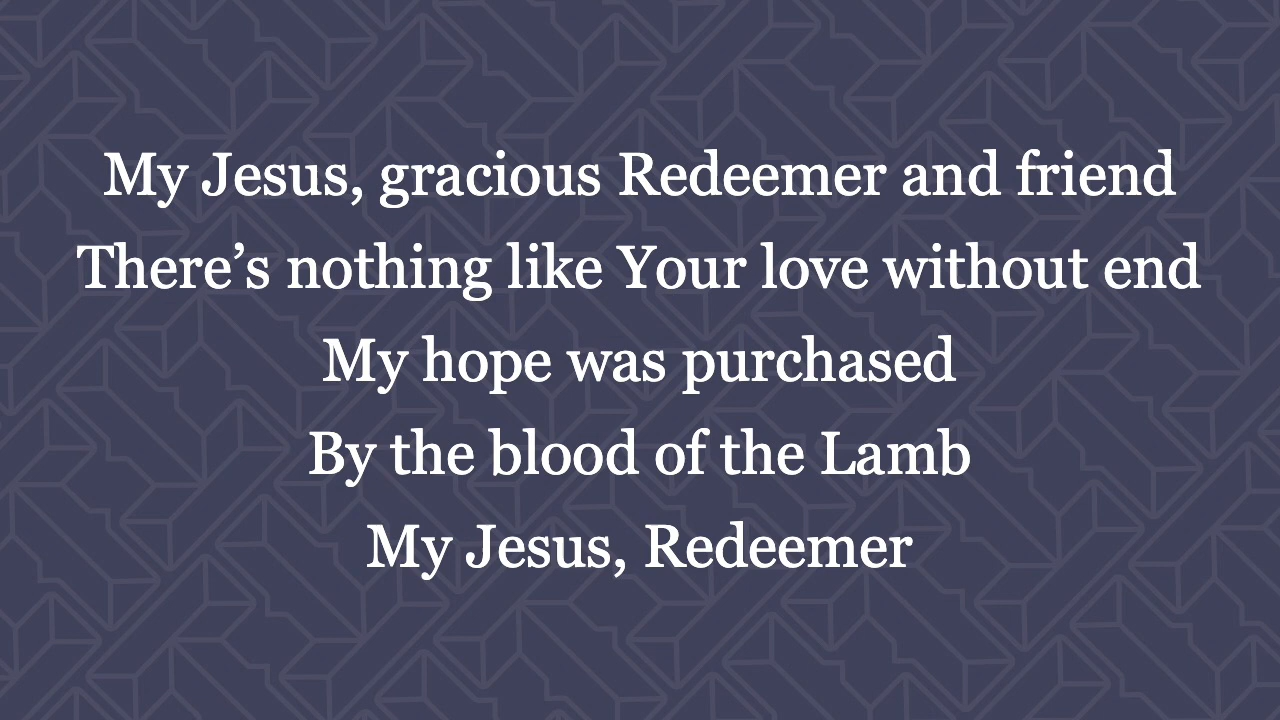 My Jesus, gracious Redeemer and friend
There’s nothing like Your love without end
My hope was purchased
By the blood of the Lamb
My Jesus, Redeemer